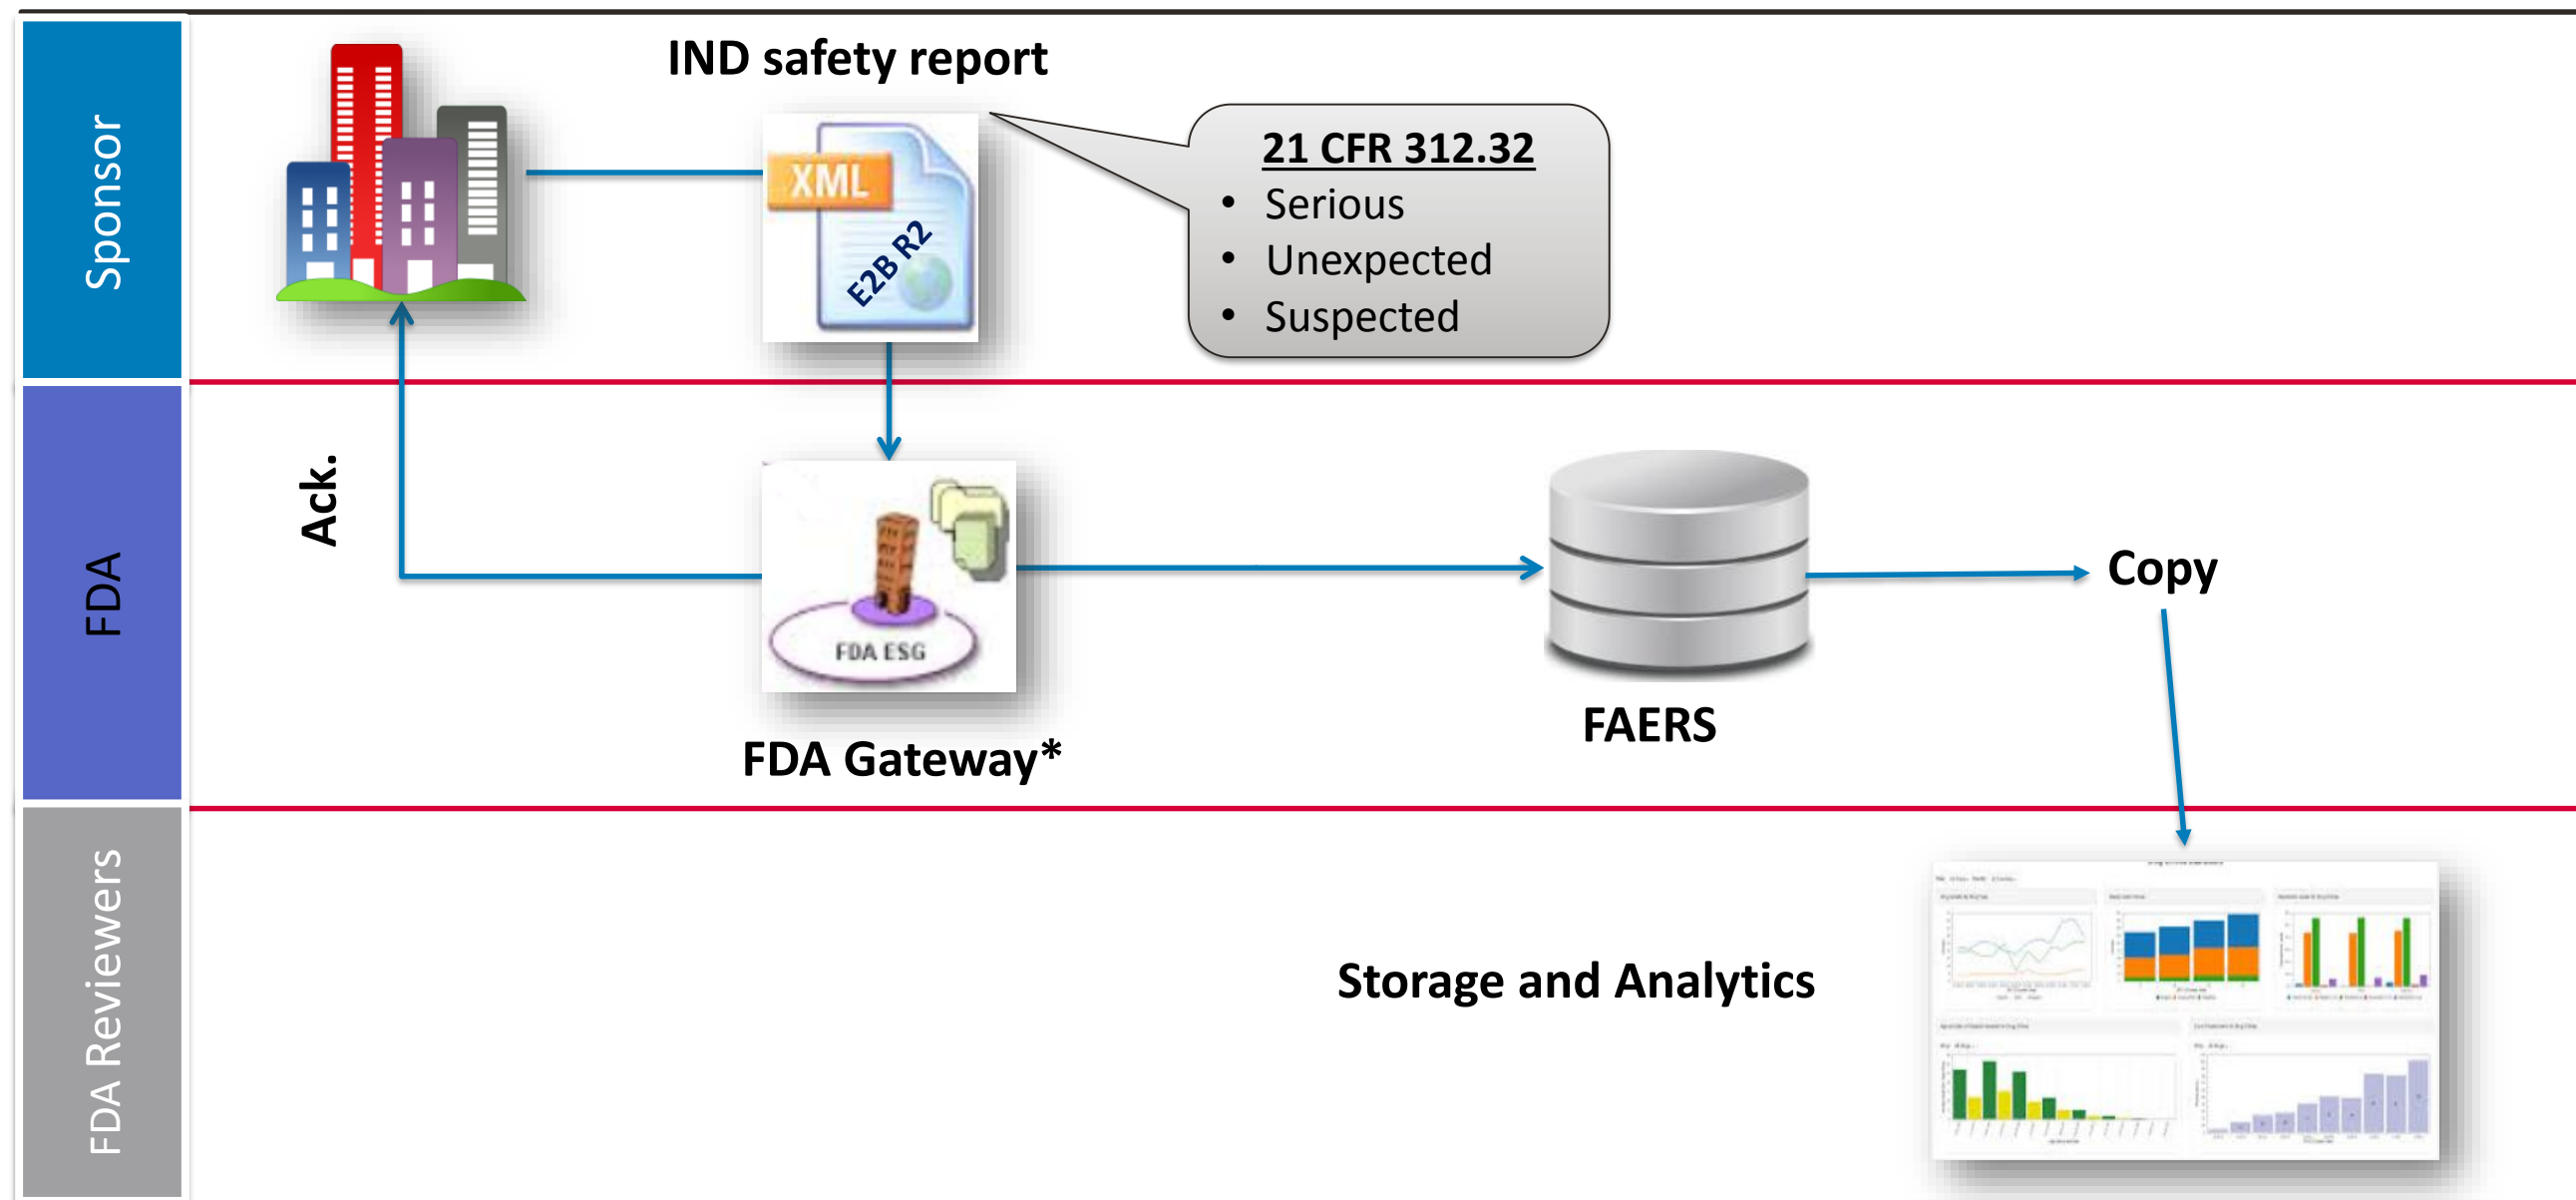 Sponsor
IND safety report
XML
E2B R2
21 CFR 312.32
• Serious
• Unexpected
• Suspected
FDA
Ack.
FDA ESG
FDA Gateway*
FAERS
Copy
FDA Reviewers
Storage and Analytics